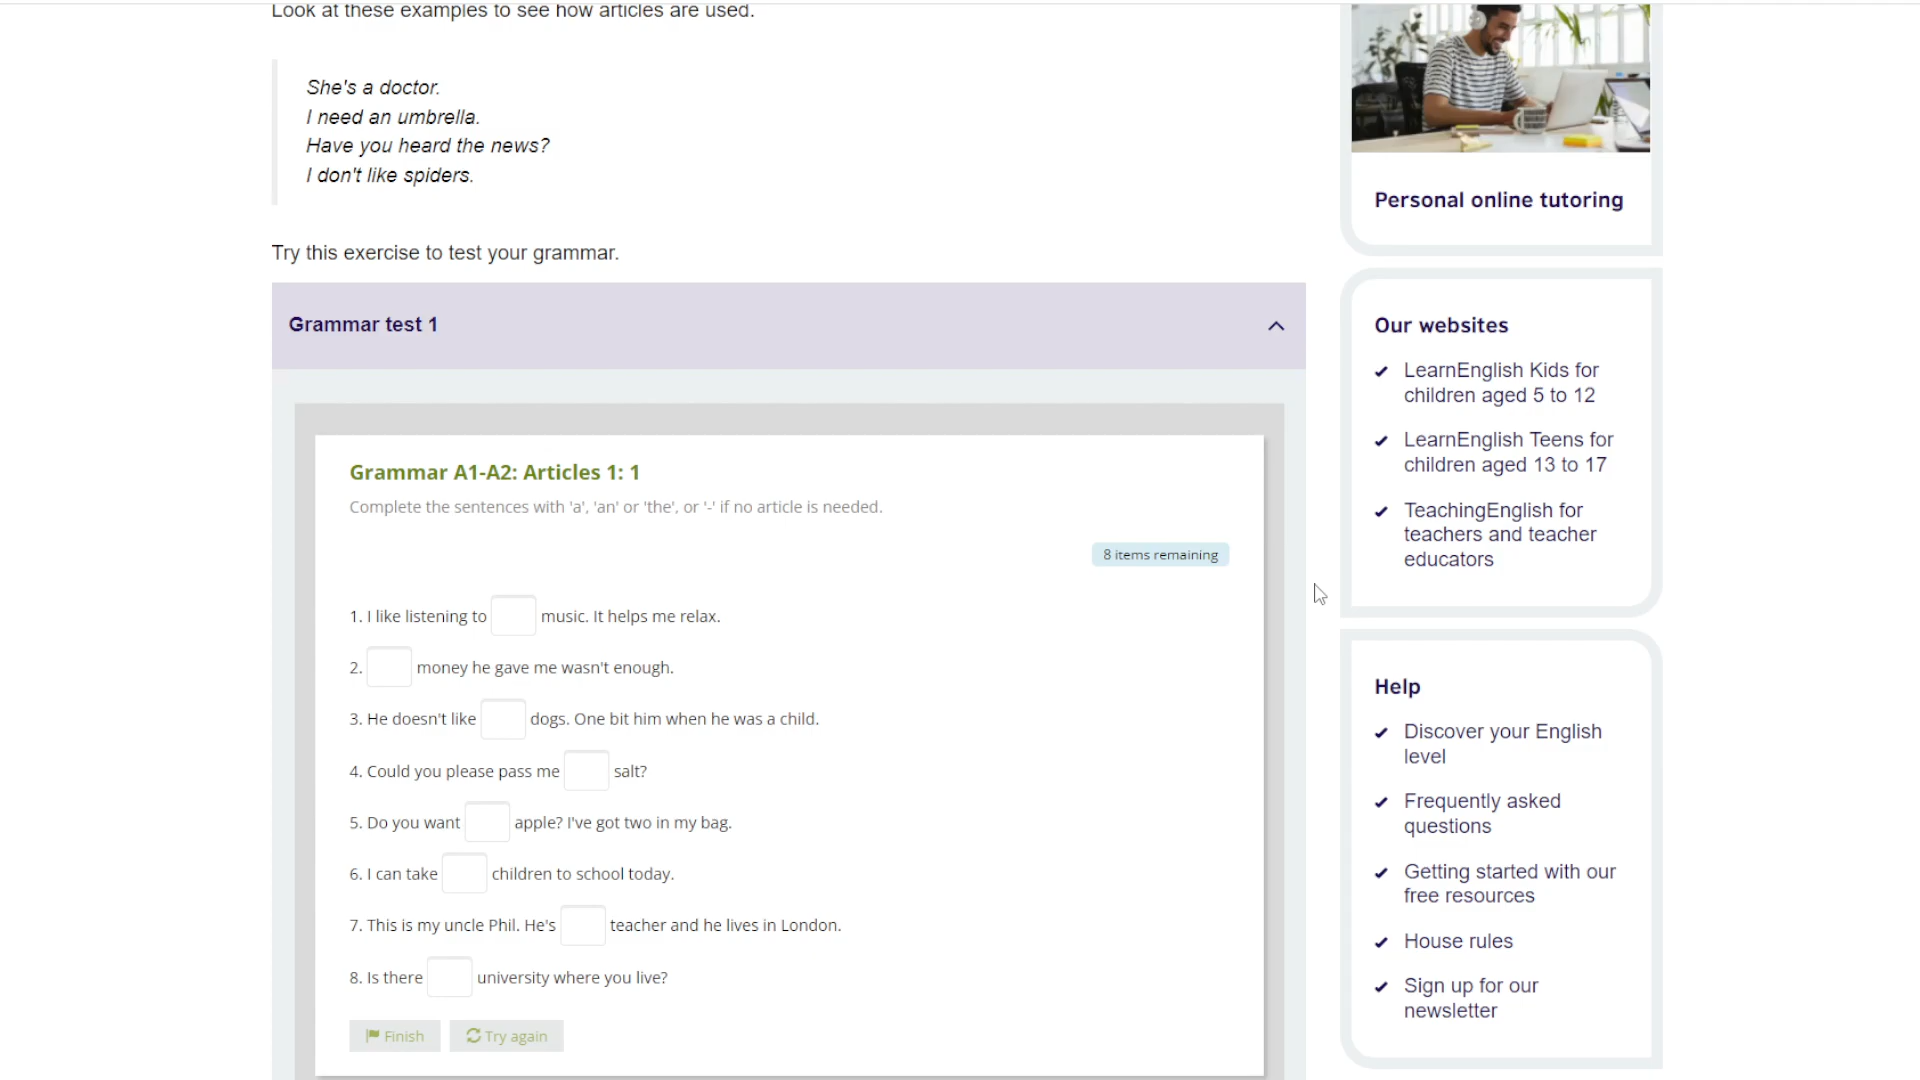 Look at these examples to see how articles are used.
She's a doctor.
I need an umbrella.
Have you heard the news?
I don't like spiders.
Try this exercise to test your grammar.
Grammar test 1
Grammar A1-A2: Articles 1: 1
Complete the sentences with 'a', 'an' or 'the', or '-' if no article is needed.
8 items remaining
1. I like listening to music. It helps me relax.
2. money he gave me wasn't enough.
3. He doesn't like dogs. One bit him when he was a child.
4. Could you please pass me salt?
5. Do you want apple? I've got two in my bag.
6. I can take children to school today.
7. This is my uncle Phil. He's teacher and he lives in London.
8. Is there university where you live?
Finish Try again
Personal online tutoring
Our websites
LearnEnglish Kids for
children aged 5 to 12
LearnEnglish Teens for
children aged 13 to 17
TeachingEnglish for
teachers and teacher
educators
Help
Discover your English
level
Frequently asked
questions
Getting started with our
free resources
House rules
Sign up for our
newsletter